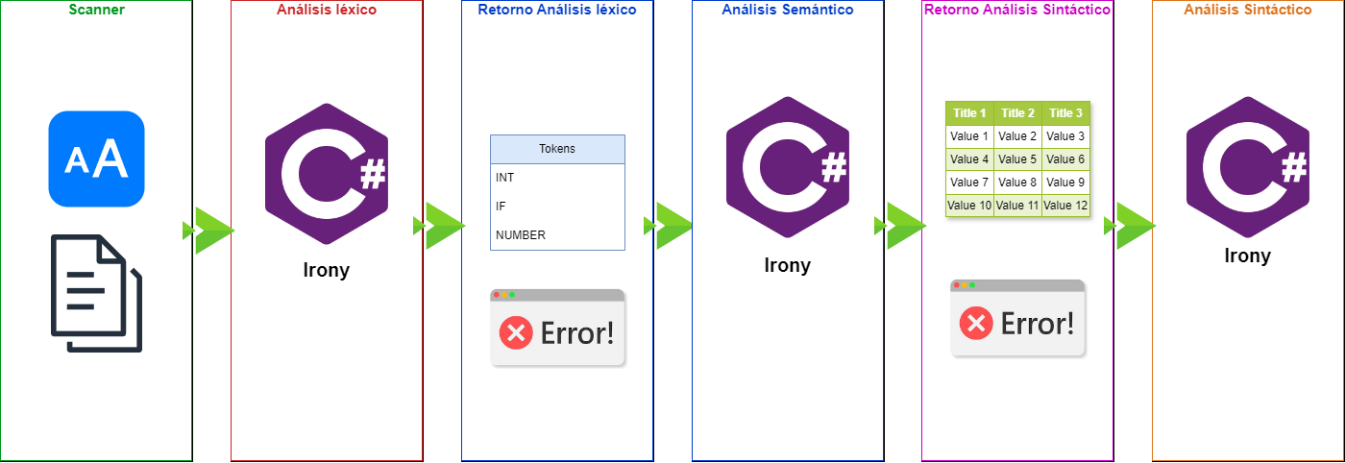 Scanner
AA
Análisis léxico
C#
Irony
Retorno Análisis léxico
Tokens
INT
IF
NUMBER
Error!
Análisis Semántico
C#
Irony
Retorno Análisis Sintáctico
Title 1 Title 2 Title 3
Value 1 Value 2 Value 3
Value 4 Value 5 Value 6
Value 7 Value 8 Value 9
Value 10 Value 11 Value 12
Error!
Análisis Sintáctico
C#
Irony